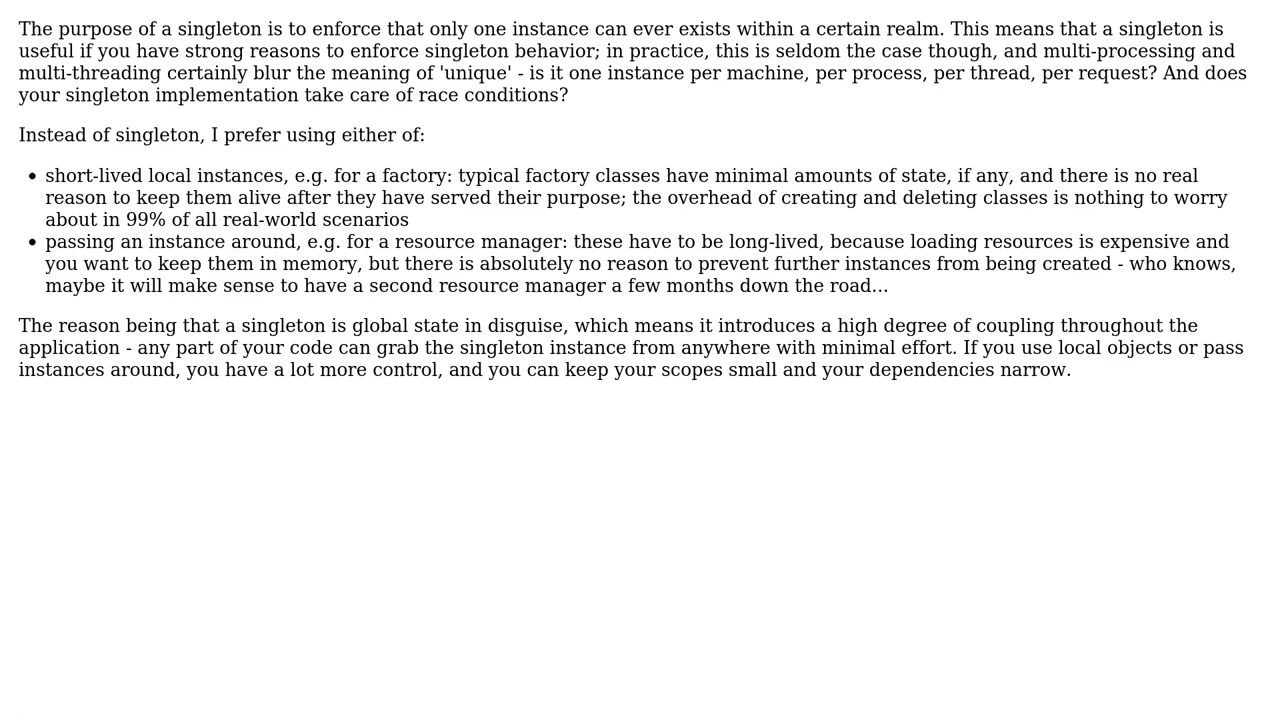 The purpose of a singleton is to enforce that only one instance can ever exists within a certain realm. This means that a singleton is
useful if you have strong reasons to enforce singleton behavior; in practice, this is seldom the case though, and multi-processing and
multi-threading certainly blur the meaning of 'unique' - is it one instance per machine, per process, per thread, per request? And does
your singleton implementation take care of race conditions?
Instead of singleton, I prefer using either of:
• short-lived local instances, e.g. for a factory: typical factory classes have minimal amounts of state, if any, and there is no real
reason to keep them alive after they have served their purpose; the overhead of creating and deleting classes is nothing to worry
about in 99% of all real-world scenarios
• passing an instance around, e.g. for a resource manager: these have to be long-lived, because loading resources is expensive and
you want to keep them in memory, but there is absolutely no reason to prevent further instances from being created - who knows,
maybe it will make sense to have a second resource manager a few months down the road...
The reason being that a singleton is global state in disguise, which means it introduces a high degree of coupling throughout the
application - any part of your code can grab the singleton instance from anywhere with minimal effort. If you use local objects or pass
instances around, you have a lot more control, and you can keep your scopes small and your dependencies narrow.